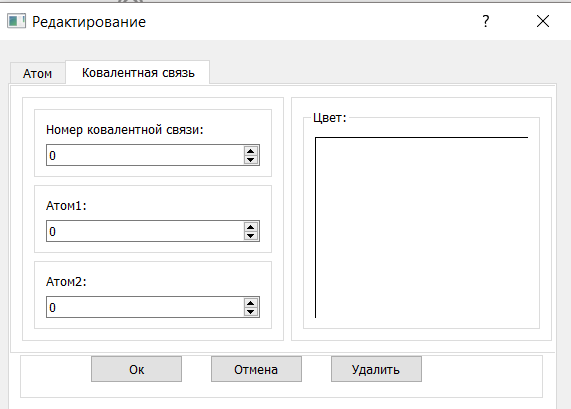 Редактирование ?
Атом Ковалентная связь
Номер ковалентной связи:
0
Атом1:
0
Атом2:
0
Цвет:
Ок Отмена Удалить